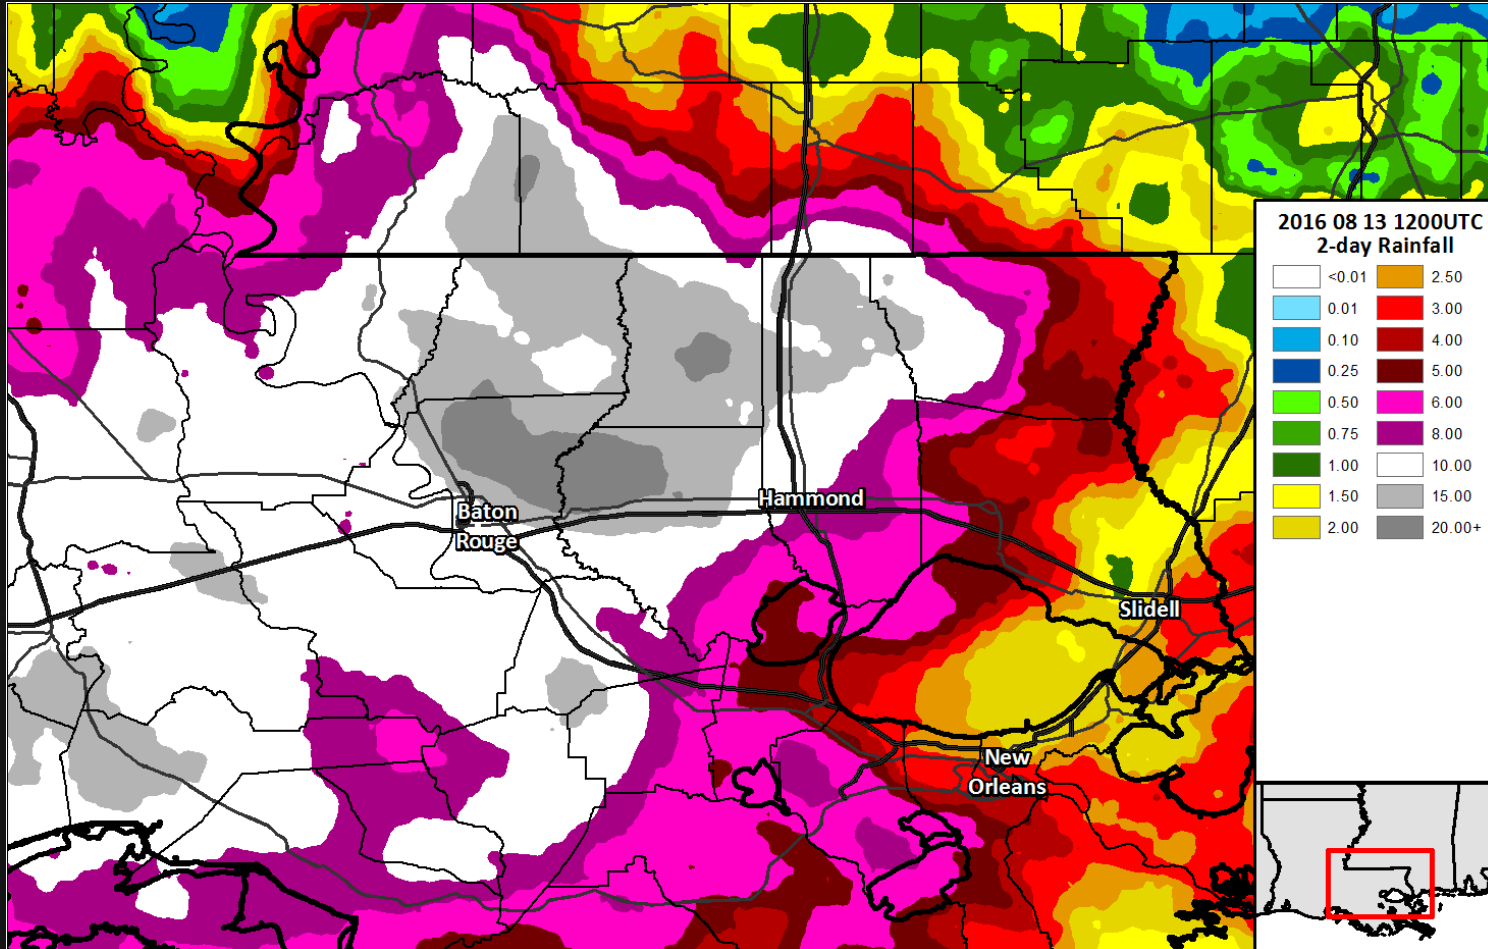 2016 08 13 1200UTC
2-day Rainfall
<0.01 2.50
0.01 3.00
0.10 4.00
0.25 5.00
0.50 6.00
0.75 8.00
1.00 10.00
1.50 15.00
2.00 20.00+
Hammond
Baton
Rouge
Slidell
New
Orleans